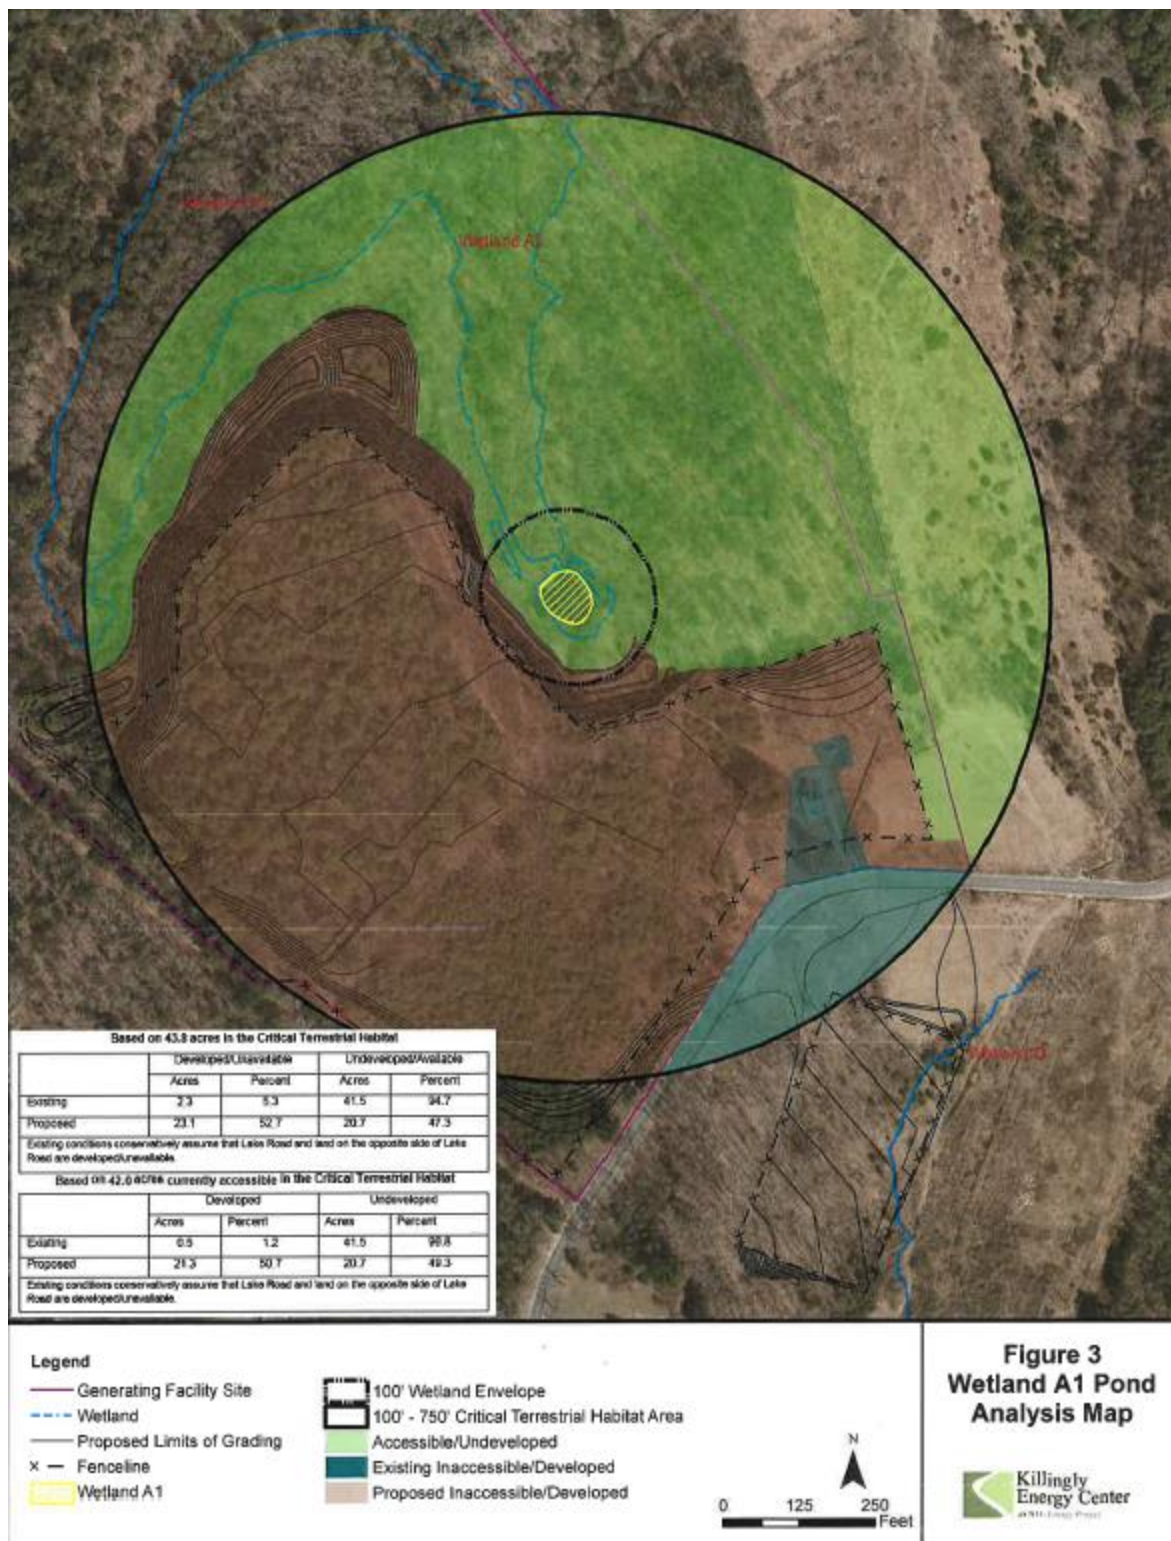 Wetland A1
Based on 43.8 acres in the Critical Terrestrial Habitat
Developed/Unavailable Undeveloped/Available
Acres Percent Acres Percent
Existing 2.3 5.3 41.5 94.7
Proposed 23.1 52.7 20.7 47.3
Existing conditions conservatively assume that Lake Road and land on the opposite side of Lake
Road are developed/unavailable.
Based on 42.0 acres currently accessible in the Critical Terrestrial Habitat
Developed Undeveloped
Acres Percent Acres Percent
Existing 0.5 1.2 41.5 98.8
Proposed 21.3 50.7 20.7 49.3
Existing conditions conservatively assume that Lake Road and land on the opposite side of Lake
Road are developed/unavailable.
Legend
Generating Facility Site
Wetland
Proposed Limits of Grading
Fenceline
Wetland A1
100' Wetland Envelope
100' - 750' Critical Terrestrial Habitat Area
Accessible/Undeveloped
Existing Inaccessible/Developed
Proposed Inaccessible/Developed
N
0 125 250
Feet
Figure 3
Wetland A1 Pond
Analysis Map
Killingly
Energy Center